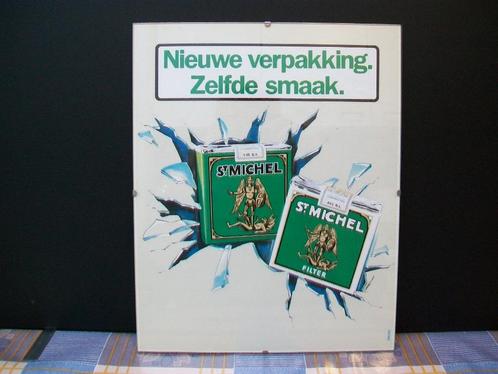 Nieuwe verpakking.
Zelfde smaak.
ST MICHEL
ST MICHEL
FILTER